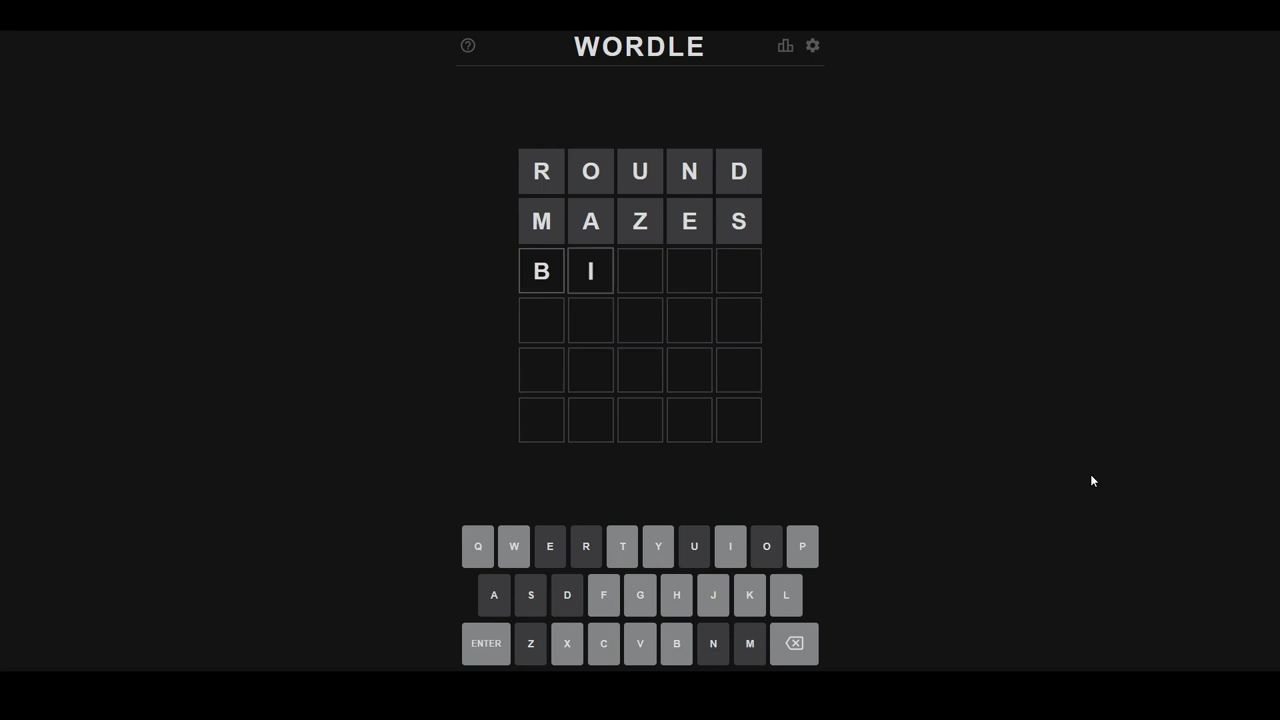 WORDLE
R O U N D
M A Z E S
B I
Q W E R T Y U I O P
A S D F G H J K L
ENTER Z X C V B N M